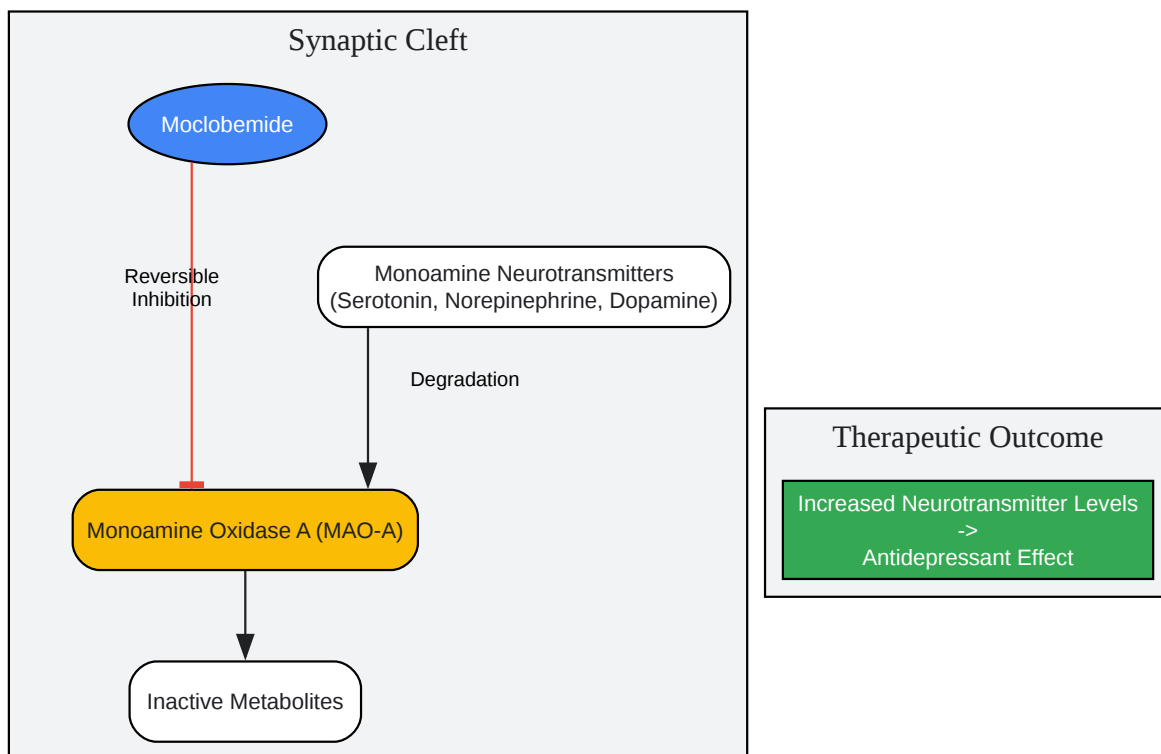 Synaptic Cleft
Moclobemide
Reversible
Inhibition
Monoamine Neurotransmitters
(Serotonin, Norepinephrine, Dopamine)
Degradation
Monoamine Oxidase A (MAO-A)
Inactive Metabolites
Therapeutic Outcome
Increased Neurotransmitter Levels
->
Antidepressant Effect